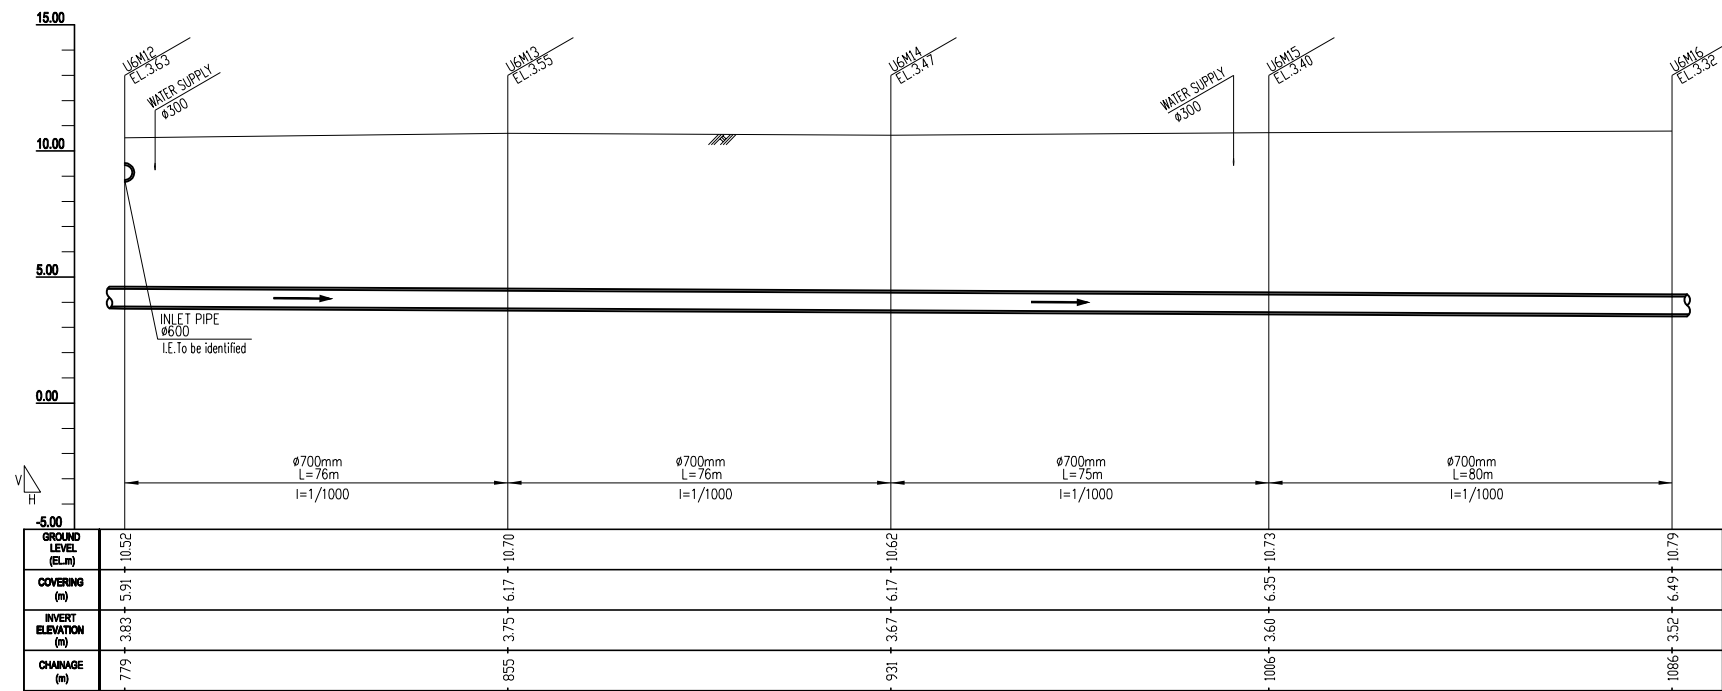 15.00
10.00
5.00
0.00
-5.00
U6M12
EL.3.63
WATER SUPPLY
ø300
U6M13
EL.3.55
U6M14
EL.3.47
WATER SUPPLY
ø300
U6M15
EL.3.40
U6M16
EL.3.32
INLET PIPE
ø600
I.E.To be identified
V
H
ø700mm
L=76m
I=1/1000
ø700mm
L=76m
I=1/1000
ø700mm
L=75m
I=1/1000
ø700mm
L=80m
I=1/1000
GROUND
LEVEL
(EL.m)
10.52 10.70 10.62 10.73 10.79
COVERING
(m)
5.91 6.17 6.17 6.35 6.49
INVERT
ELEVATION
(m)
3.83 3.75 3.67 3.60 3.52
CHAINAGE
(m)
779 855 931 1006 1086